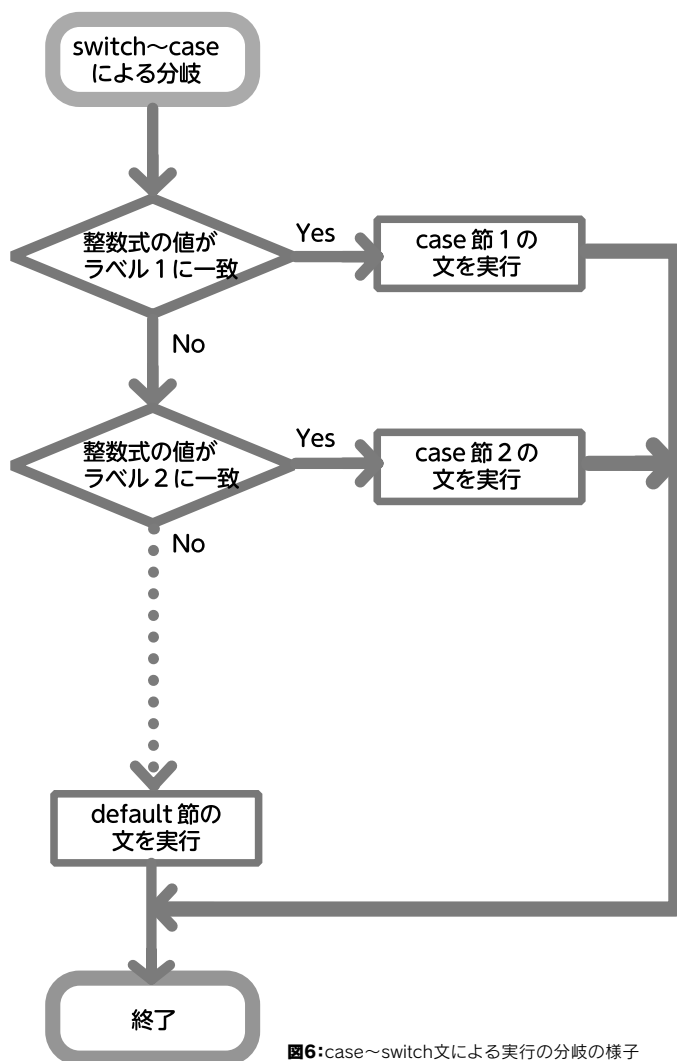 switch~case
による分岐
整数式の値が
ラベル1に一致
Yes
case 節1の
文を実行
No
整数式の値が
ラベル2に一致
Yes
case 節2の
文を実行
No
default 節の
文を実行
終了
図6:case~switch文による実行の分岐の様子